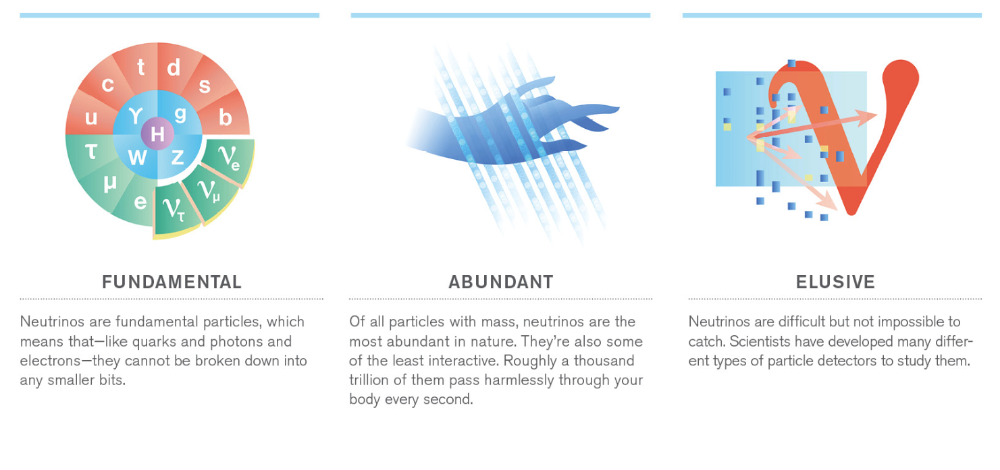 t d
c s
u γ g b
H
τ W Z νe
μ νμ
e ντ
ν
FUNDAMENTAL
Neutrinos are fundamental particles, which
means that—like quarks and photons and
electrons—they cannot be broken down into
any smaller bits.
ABUNDANT
Of all particles with mass, neutrinos are the
most abundant in nature. They’re also some
of the least interactive. Roughly a thousand
trillion of them pass harmlessly through your
body every second.
ELUSIVE
Neutrinos are difficult but not impossible to
catch. Scientists have developed many differ-
ent types of particle detectors to study them.